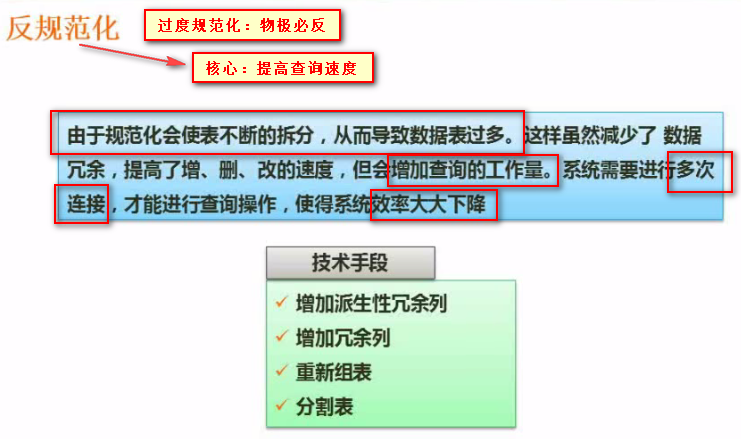 反规范化
过度规范化：物极必反
核心：提高查询速度
由于规范化会使表不断的拆分，从而导致数据表过多。这样虽然减少了 数据
冗余，提高了增、删、改的速度，但会增加查询的工作量。系统需要进行多次
连接，才能进行查询操作，使得系统效率大大下降
技术手段
✓ 增加派生性冗余列
✓ 增加冗余列
✓ 重新组表
✓ 分割表